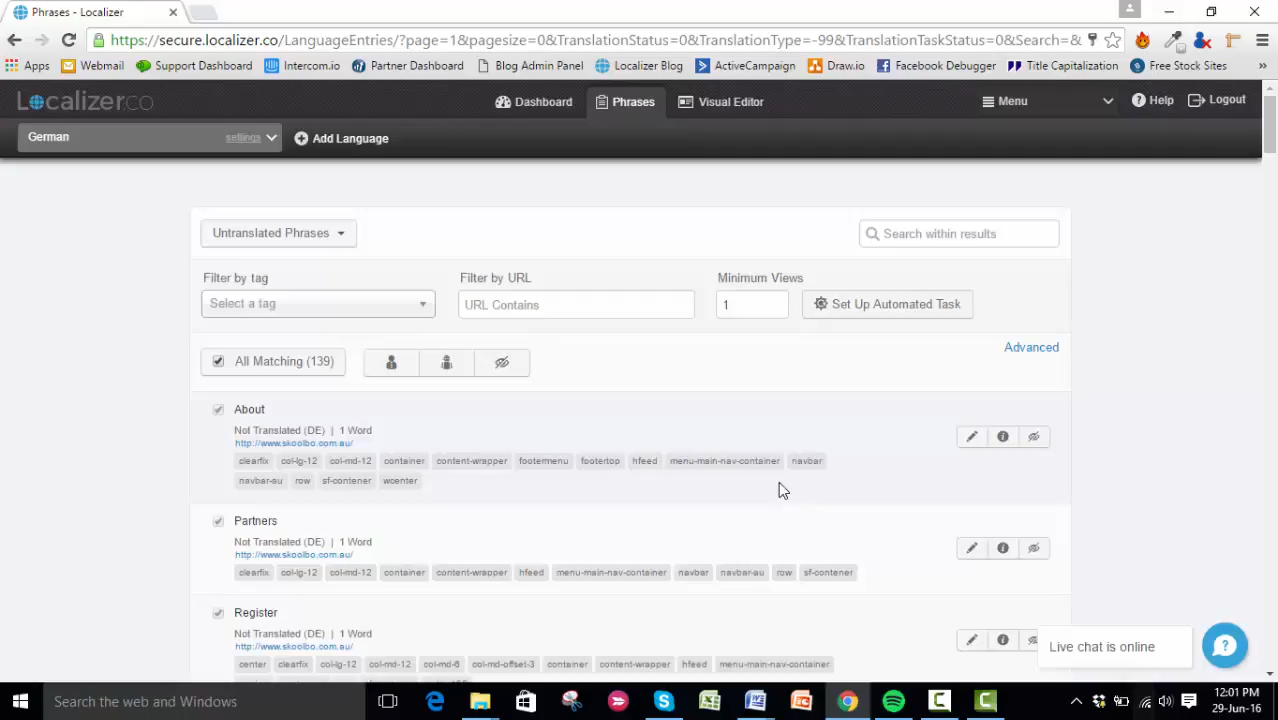 Phrases - Localizer
https://secure.localizer.co/LanguageEntries/?page=1&pagesize=0&TranslationStatus=0&TranslationType=-99&TranslationTaskStatus=0&Search=&
Apps Webmail Support Dashboard Intercom.io Partner Dashboard Blog Admin Panel Localizer Blog ActiveCampaign Draw.io Facebook Debugger Title Capitalization Free Stock Sites »
Localizerco Dashboard Phrases Visual Editor Menu Help Logout
German settings Add Language
Untranslated Phrases Search within results
Filter by tag Filter by URL Minimum Views
Select a tag URL Contains 1 Set Up Automated Task
Advanced
All Matching (139)
About
Not Translated (DE) | 1 Word
http://www.skoolbo.com.au/
clearfix col-lg-12 col-md-12 container content-wrapper footermenu footertop hfeed menu-main-nav-container navbar
navbar-au row sf-contener wcenter
Partners
Not Translated (DE) | 1 Word
http://www.skoolbo.com.au/
clearfix col-lg-12 col-md-12 container content-wrapper hfeed menu-main-nav-container navbar navbar-au row sf-contener
Register
Not Translated (DE) | 1 Word
http://www.skoolbo.com.au/
center clearfix col-lg-12 col-md-12 col-md-6 col-md-offset-3 container content-wrapper hfeed menu-main-nav-container
Live chat is online
Search the web and Windows
12:01 PM
29-Jun-16